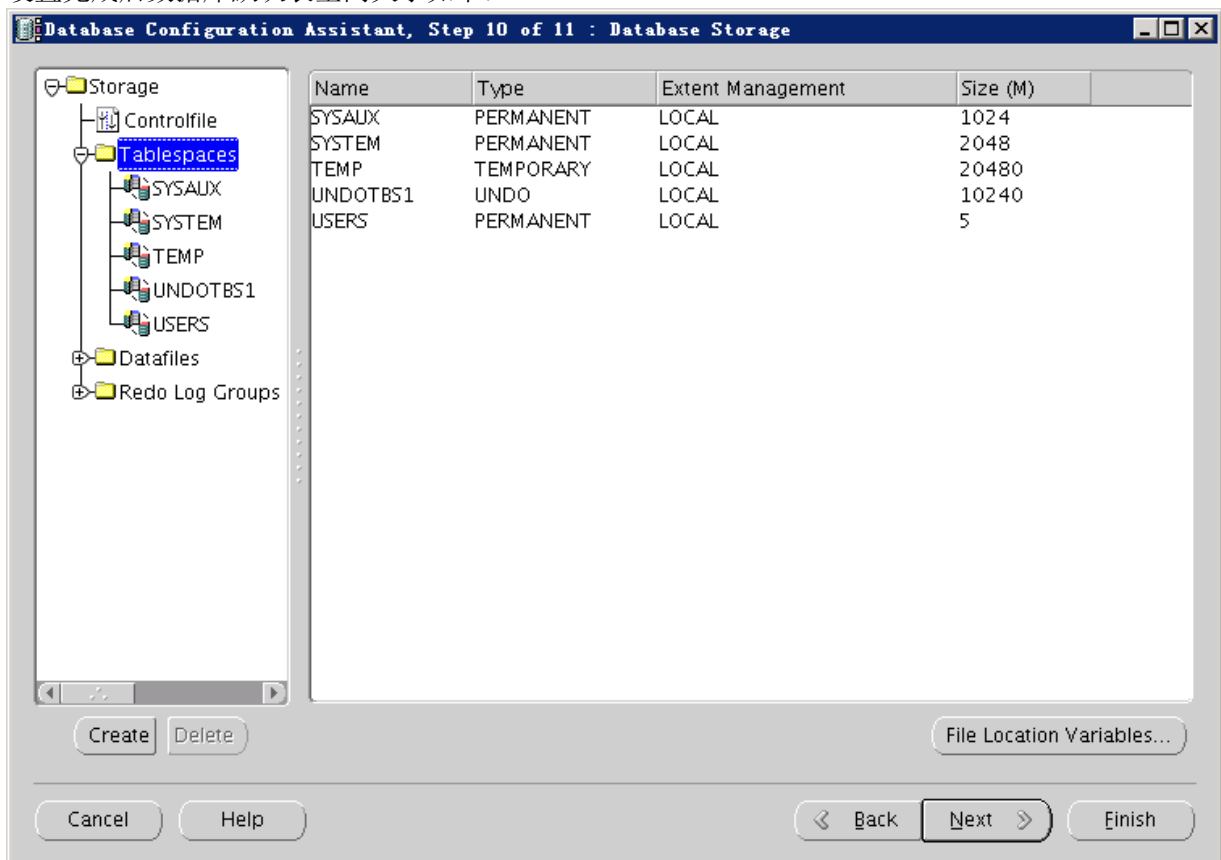 Database Configuration Assistant, Step 10 of 11 : Database Storage
Storage
Controlfile
Tablespaces
SYSAUX
SYSTEM
TEMP
UNDOTBS1
USERS
Datafiles
Redo Log Groups
Name Type Extent Management Size (M)
SYSAUX PERMANENT LOCAL 1024
SYSTEM PERMANENT LOCAL 2048
TEMP TEMPORARY LOCAL 20480
UNDOTBS1 UNDO LOCAL 10240
USERS PERMANENT LOCAL 5
Create Delete File Location Variables...
Cancel Help Back Next Finish